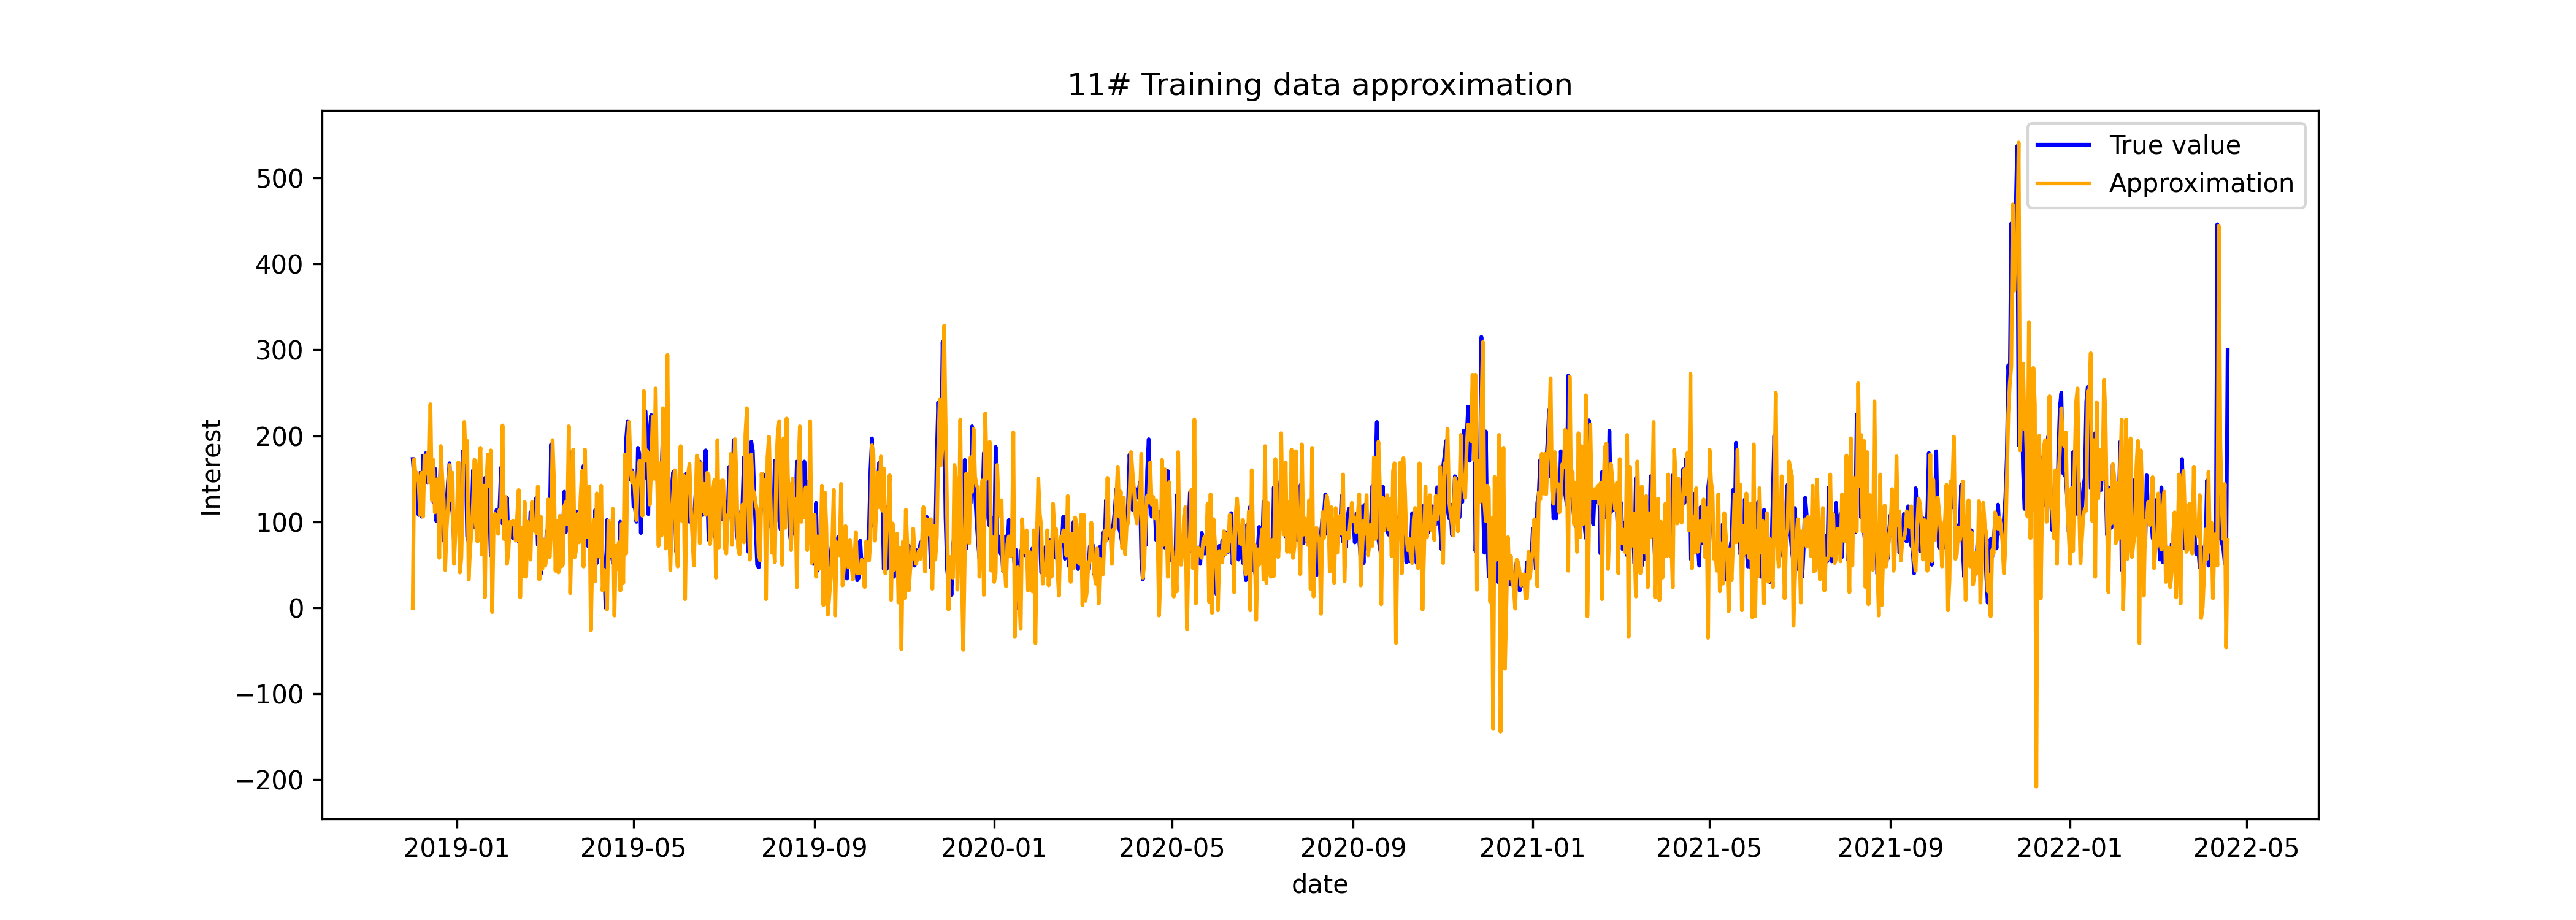 11# Training data approximation
True value
Approximation
Interest
500
400
300
200
100
0
−100
−200
2019-01 2019-05 2019-09 2020-01 2020-05 2020-09 2021-01 2021-05 2021-09 2022-01 2022-05
date